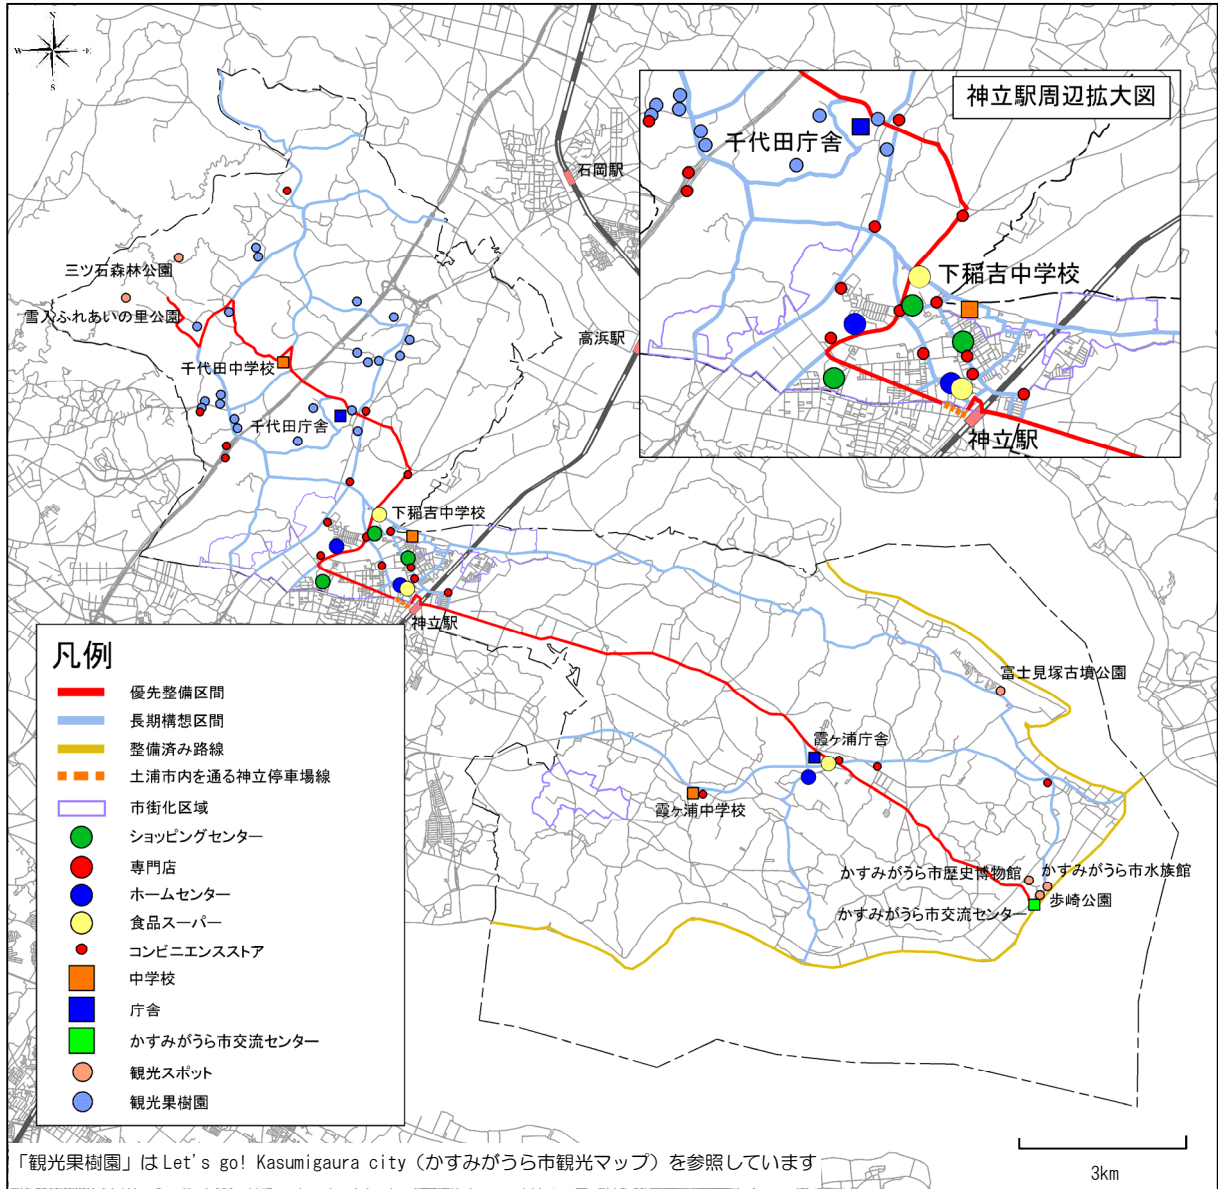 N
W
E
S
神立駅周辺拡大図
千代田庁舎
下稲吉中学校
神立駅
石岡駅
三ツ石森林公園
雪入ふれあいの里公園
高浜駅
千代田中学校
千代田庁舎
下稲吉中学校
神立駅
富士見塚古墳公園
霞ヶ浦庁舎
霞ヶ浦中学校
かすみがうら市歴史博物館
かすみがうら市水族館
歩崎公園
かすみがうら市交流センター
凡例
優先整備区間
長期構想区間
整備済み路線
土浦市内を通る神立停車場線
市街化区域
ショッピングセンター
専門店
ホームセンター
食品スーパー
コンビニエンスストア
中学校
庁舎
かすみがうら市交流センター
観光スポット
観光果樹園
「観光果樹園」はLet's go! Kasumigaura city（かすみがうら市観光マップ）を参照しています
3km